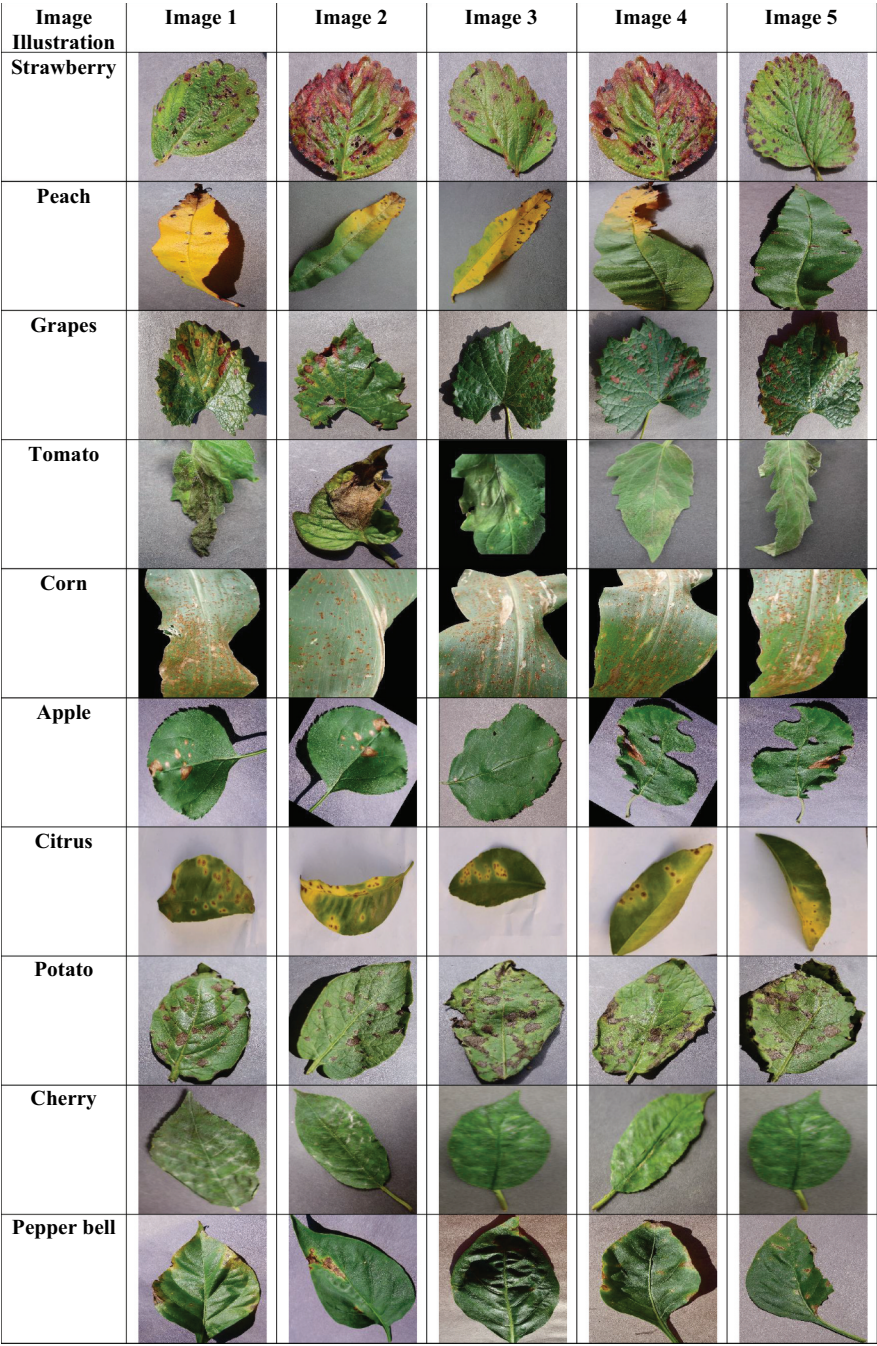 Image Illustration Image 1 Image 2 Image 3 Image 4 Image 5
Strawberry
Peach
Grapes
Tomato
Corn
Apple
Citrus
Potato
Cherry
Pepper bell